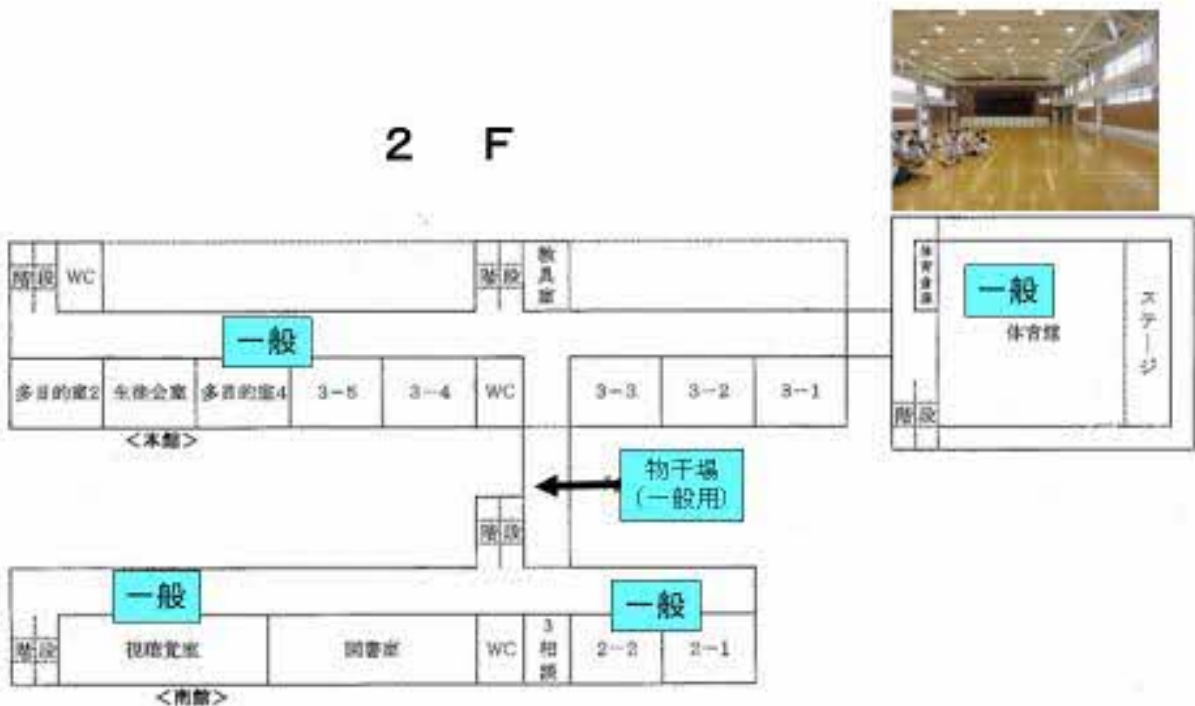 2 F
階段 WC
階段
教具室
体育倉庫
一般
体育館
ステージ
階段
一般
多目的室2 生徒会室 多目的室4 3-5 3-4 WC 3-3 3-2 3-1
<本館>
物干場
(一般用)
階段
一般
一般
階段 視聴覚室 図書室 WC 3相談 2-2 2-1
<南館>